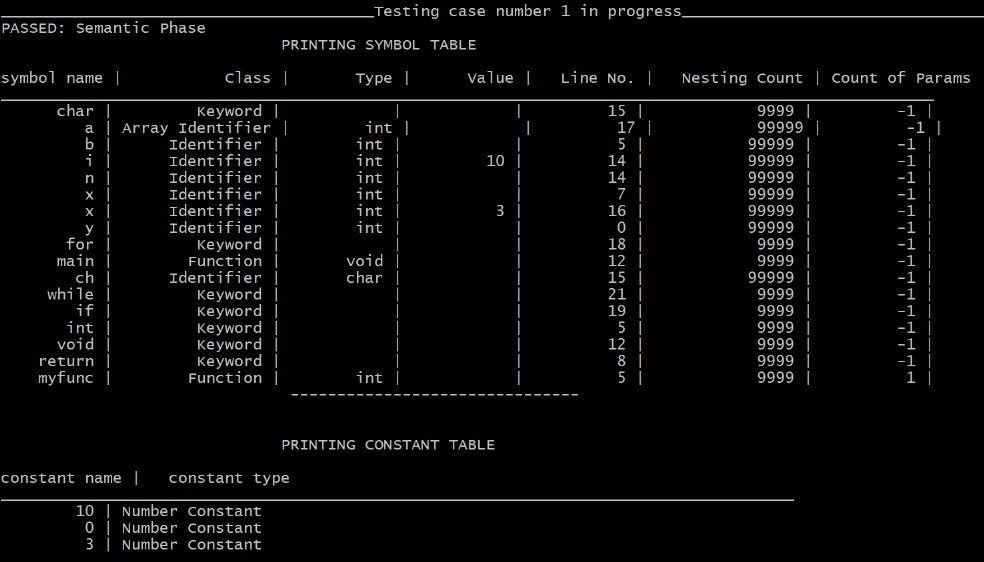 Testing case number 1 in progress
PASSED: Semantic Phase
PRINTING SYMBOL TABLE
symbol name | Class | Type | Value | Line No. | Nesting Count | Count of Params
char | Keyword | | | 15 | 9999 | -1 |
a | Array Identifier | int | | 17 | 99999 | -1 |
b | Identifier | int | | 5 | 99999 | -1 |
i | Identifier | int | 10 | 14 | 99999 | -1 |
n | Identifier | int | | 14 | 99999 | -1 |
x | Identifier | int | | 7 | 99999 | -1 |
x | Identifier | int | 3 | 16 | 99999 | -1 |
y | Identifier | int | | 0 | 99999 | -1 |
for | Keyword | | | 18 | 9999 | -1 |
main | Function | void | | 12 | 9999 | -1 |
ch | Identifier | char | | 15 | 99999 | -1 |
while | Keyword | | | 21 | 9999 | -1 |
if | Keyword | | | 19 | 9999 | -1 |
int | Keyword | | | 5 | 9999 | -1 |
void | Keyword | | | 12 | 9999 | -1 |
return | Keyword | | | 8 | 9999 | -1 |
myfunc | Function | int | | 5 | 9999 | 1 |
-------------------------------
PRINTING CONSTANT TABLE
constant name | constant type
10 | Number Constant
0 | Number Constant
3 | Number Constant